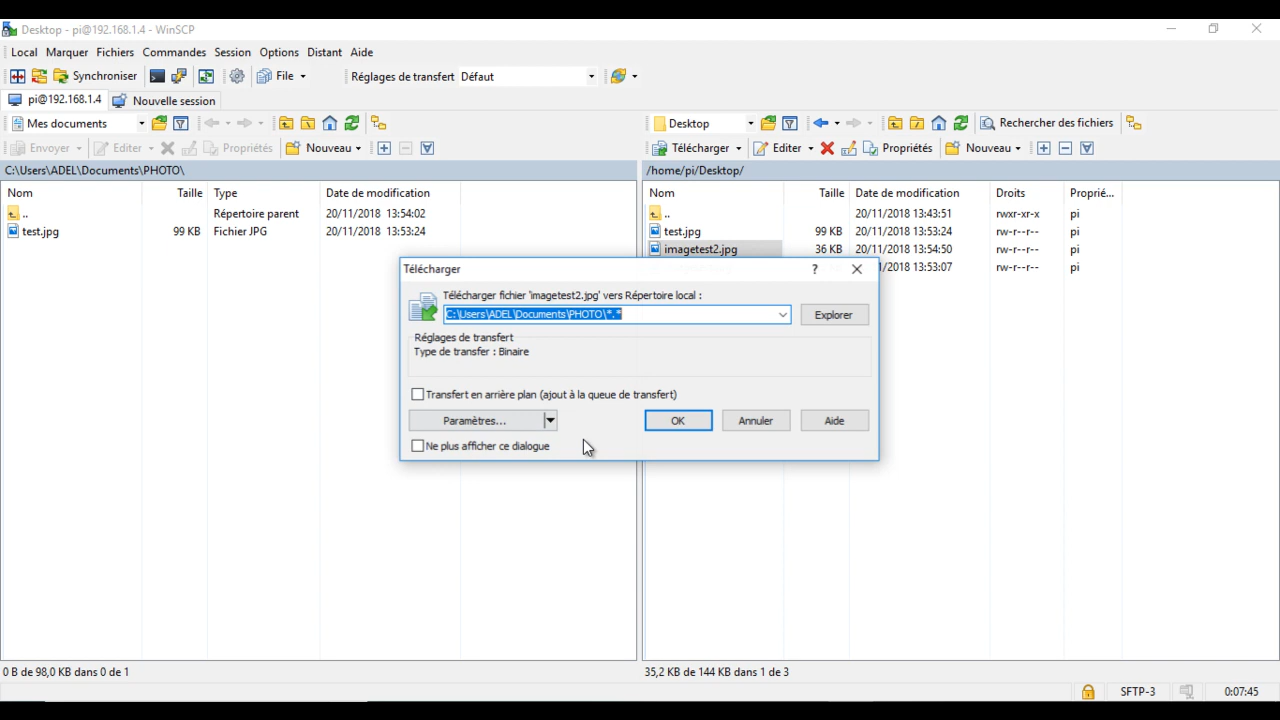 Desktop - pi@192.168.1.4 - WinSCP
Local Marquer Fichiers Commandes Session Options Distant Aide
Synchroniser File Réglages de transfert Défaut
pi@192.168.1.4 Nouvelle session
Mes documents
Desktop Rechercher des fichiers
Envoyer Editer Propriétés Nouveau
Télécharger Editer Propriétés Nouveau
C:\Users\ADEL\Documents\PHOTO\
/home/pi/Desktop/
Nom Taille Type Date de modification
.. Répertoire parent 20/11/2018 13:54:02
test.jpg 99 KB Fichier JPG 20/11/2018 13:53:24
Nom Taille Date de modification Droits Proprié...
.. 20/11/2018 13:43:51 rwxr-xr-x pi
test.jpg 99 KB 20/11/2018 13:53:24 rw-r--r-- pi
imagetest2.jpg 36 KB 20/11/2018 13:54:50 rw-r--r-- pi
/2018 13:53:07 rw-r--r-- pi
Télécharger ?
Télécharger fichier 'imagetest2.jpg' vers Répertoire local :
C:\Users\ADEL\Documents\PHOTO\*.* Explorer
Réglages de transfert
Type de transfer : Binaire
Transfert en arrière plan (ajout à la queue de transfert)
Paramètres... OK Annuler Aide
Ne plus afficher ce dialogue
0 B de 98,0 KB dans 0 de 1
35,2 KB de 144 KB dans 1 de 3
SFTP-3 0:07:45